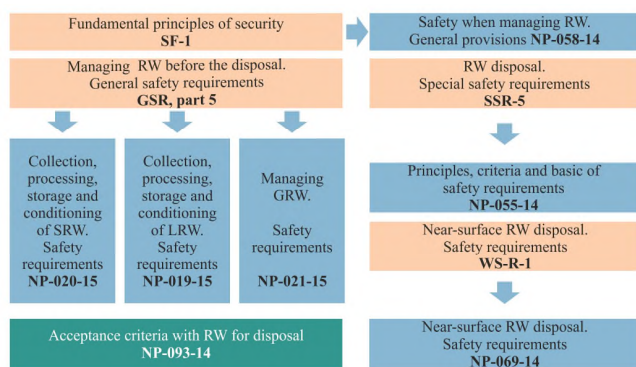 Fundamental principles of security
SF-1
Safety when managing RW.
General provisions NP-058-14
Managing RW before the disposal.
General safety requirements
GSR, part 5
RW disposal.
Special safety requirements
SSR-5
Collection,
processing,
storage and
conditioning
of SRW.
Safety
requirements
NP-020-15
Collection,
processing,
storage and
conditioning
of LRW.
Safety
requirements
NP-019-15
Managing
GRW.
Safety
requirements
NP-021-15
Principles, criteria and basic of
safety requirements
NP-055-14
Near-surface RW disposal.
Safety requirements
WS-R-1
Acceptance criteria with RW for disposal
NP-093-14
Near-surface RW disposal.
Safety requirements
NP-069-14